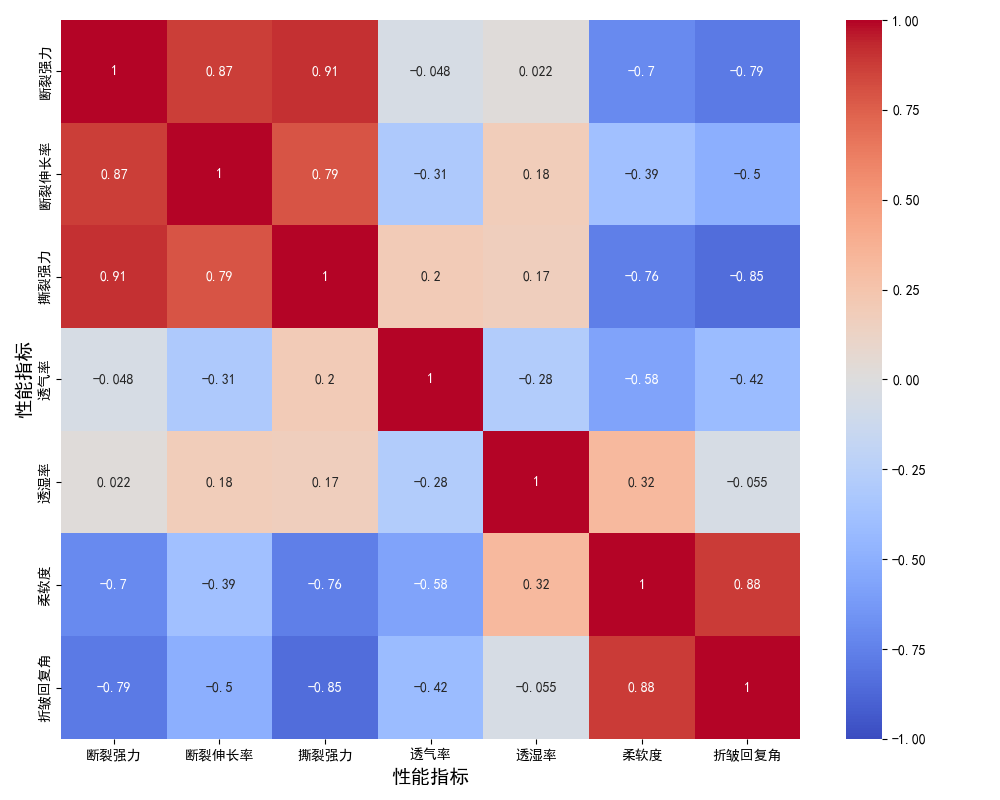 断裂强力 1 0.87 0.91 -0.048 0.022 -0.7 -0.79
断裂伸长率 0.87 1 0.79 -0.31 0.18 -0.39 -0.5
撕裂强力 0.91 0.79 1 0.2 0.17 -0.76 -0.85
透气率 -0.048 -0.31 0.2 1 -0.28 -0.58 -0.42
透湿率 0.022 0.18 0.17 -0.28 1 0.32 -0.055
柔软度 -0.7 -0.39 -0.76 -0.58 0.32 1 0.88
折皱回复角 -0.79 -0.5 -0.85 -0.42 -0.055 0.88 1
性能指标
断裂强力 断裂伸长率 撕裂强力 透气率 透湿率 柔软度 折皱回复角
性能指标
1.00
0.75
0.50
0.25
0.00
-0.25
-0.50
-0.75
-1.00